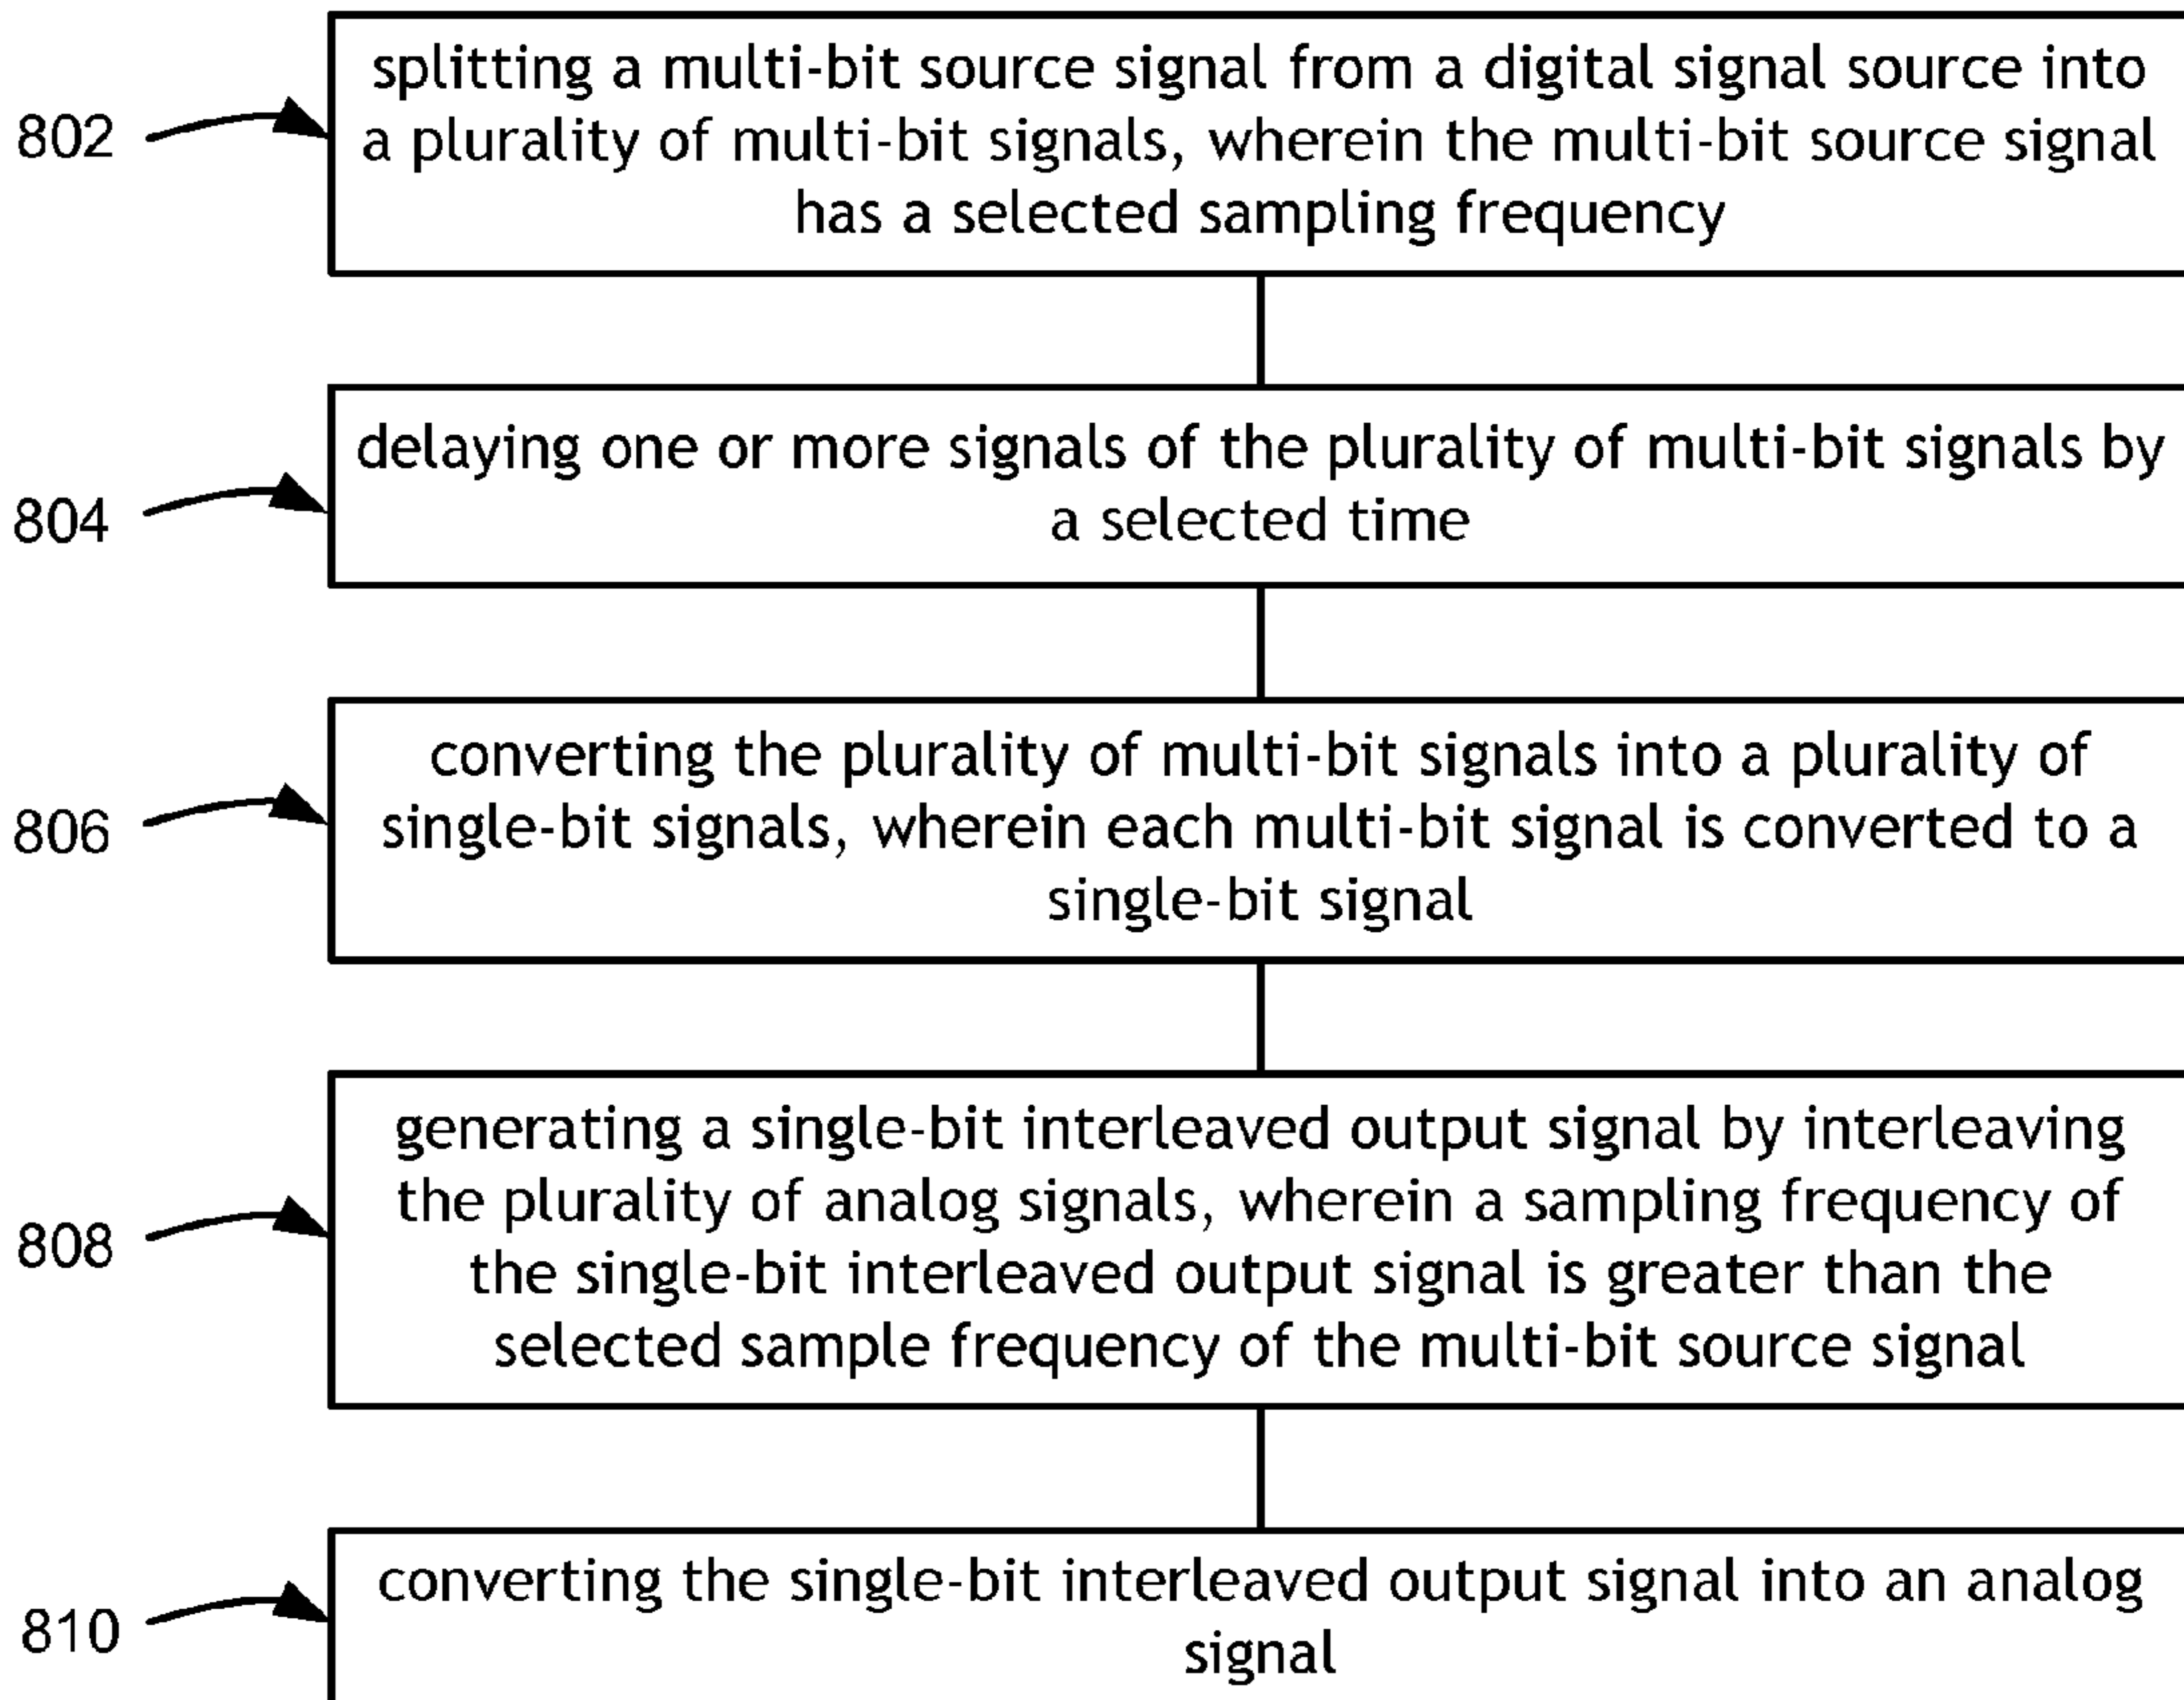 splitting a multi-bit source signal from a digital signal source into
802
a plurality of multi-bit signals, wherein the multi-bit source signal
has a selected sampling frequency
delaying one or more signals of the plurality of multi-bit signals by
804
a selected time
converting the plurality of multi-bit signals into a plurality of
806
single-bit signals, wherein each multi-bit signal is converted to a
single-bit signal
generating a single-bit interleaved output signal by interleaving
the plurality of analog signals, wherein a sampling frequency of
808
the single-bit interleaved output signal is greater than the
selected sample frequency of the multi-bit source signal
converting the single-bit interleaved output signal into an analog
810
signal